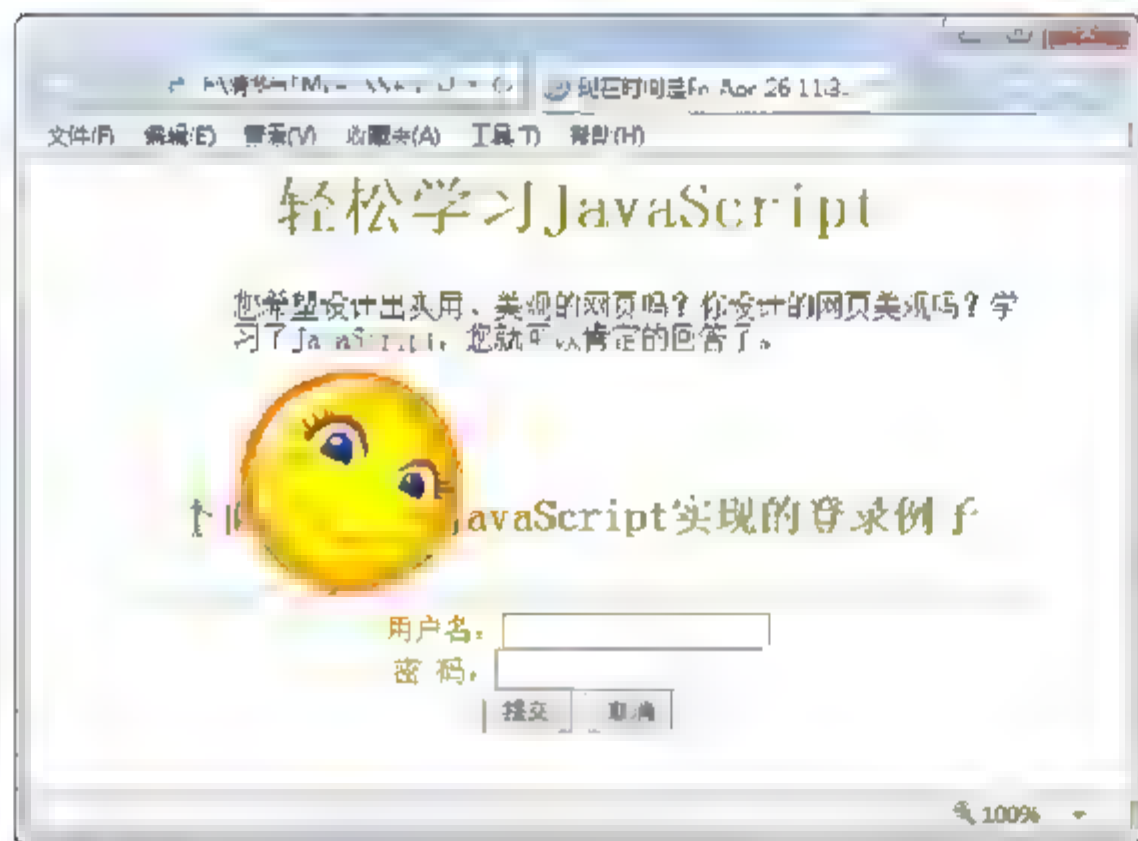 现在时间是Fri Apr 26 11:3
文件(F) 编辑(E) 查看(V) 收藏夹(A) 工具(T) 帮助(H)
轻松学习JavaScript
您希望设计出实用、美观的网页吗?你设计的网页美观吗?学
习了JavaScript,您就可以肯定的回答了。
avaScript实现的登录例子
用户名:
密 码:
提交 取消
100%